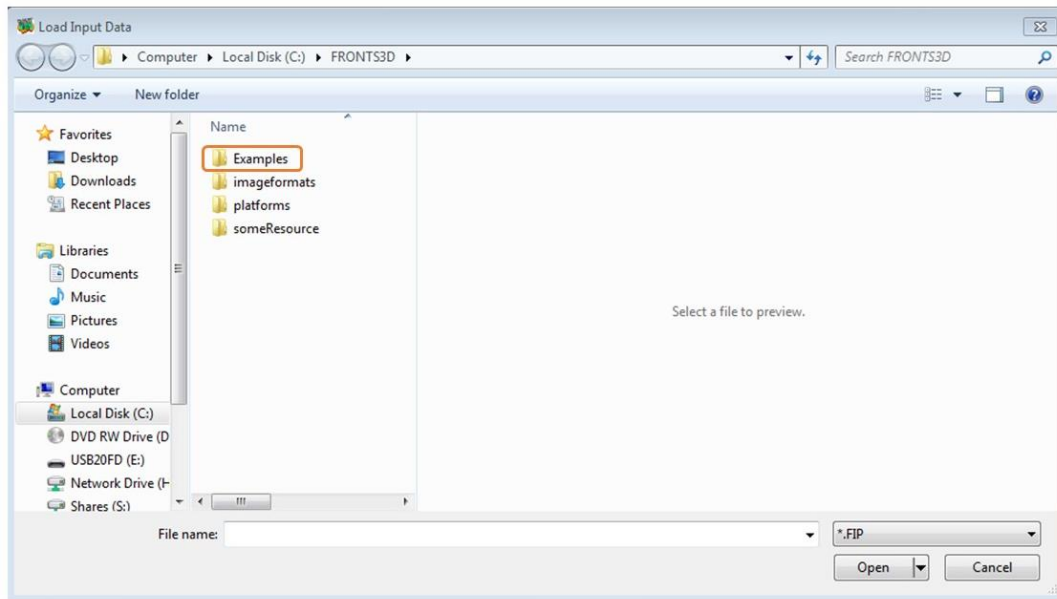 Load Input Data
Computer Local Disk (C:) FRONTS3D
Search FRONTS3D
Organize New folder
Name
Favorites
Desktop
Downloads
Recent Places
Libraries
Documents
Music
Pictures
Videos
Computer
Local Disk (C:)
DVD RW Drive (D
USB20FD (E:)
Network Drive (H
Shares (S:)
Examples
imageformats
platforms
someResource
Select a file to preview.
File name:
*.FIP
Open Cancel